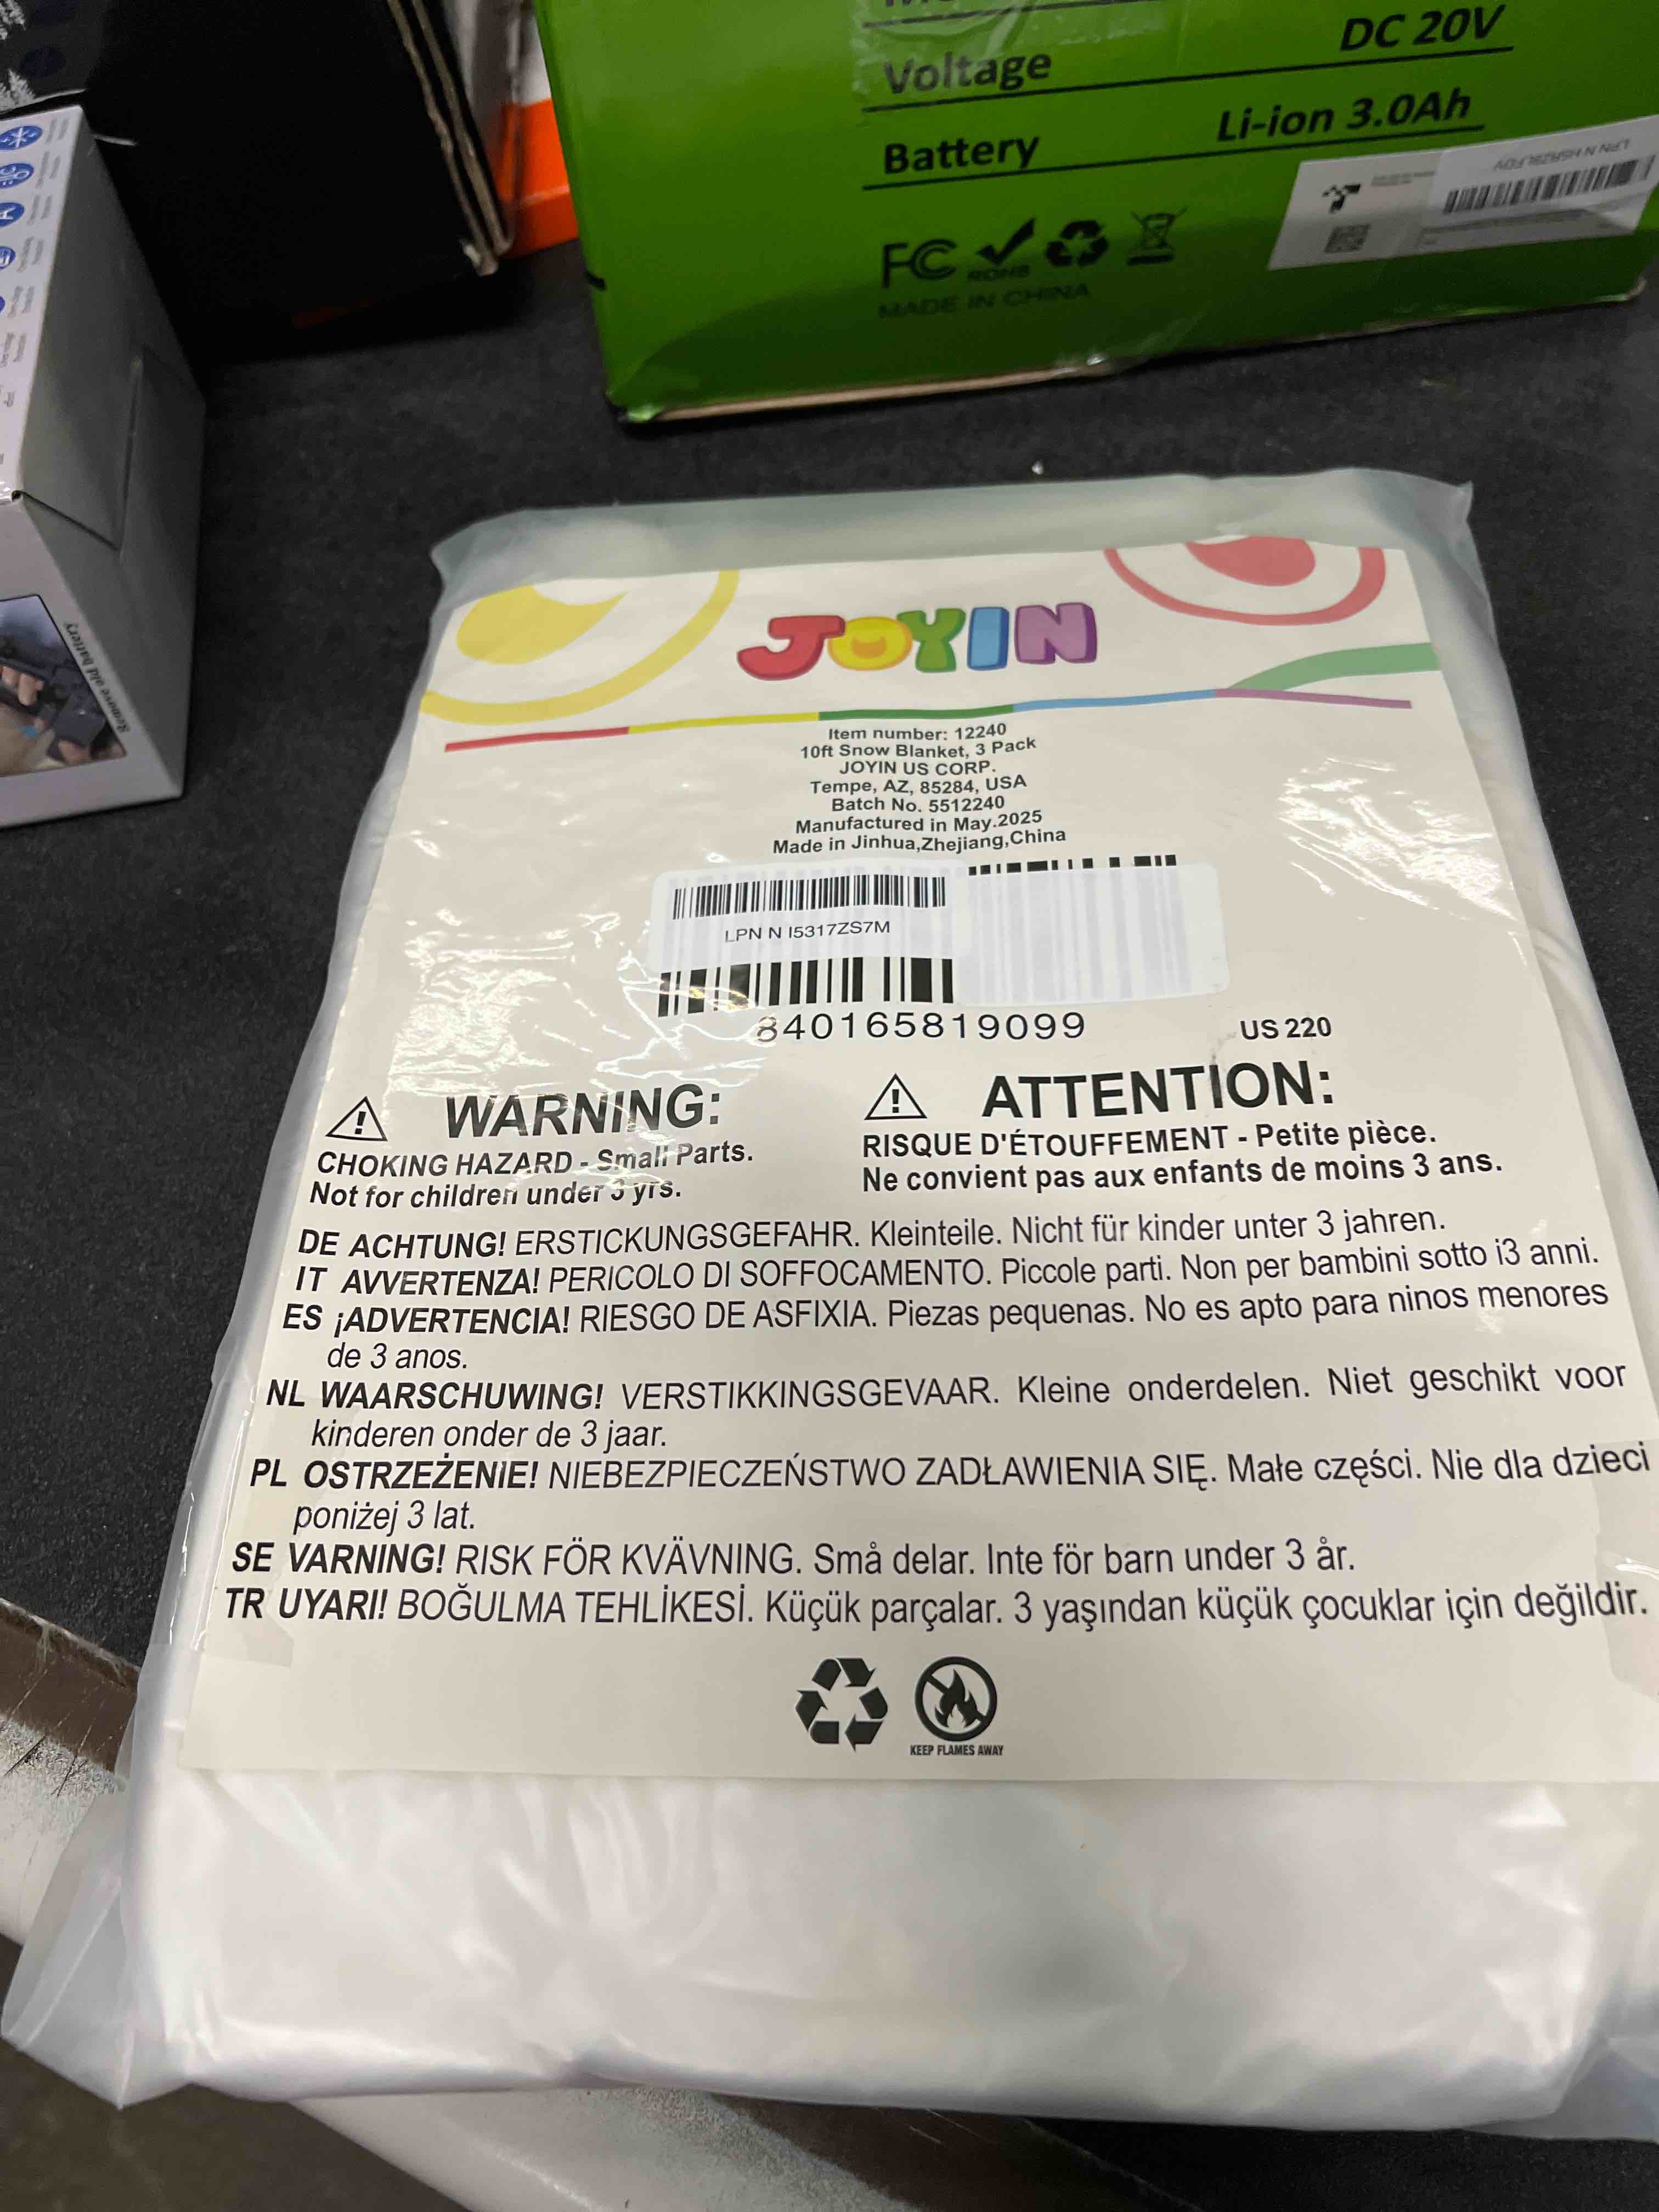 Voltage DC 20V
Battery Li-ion 3.0Ah
FC
ROHS
MADE IN CHINA
Remove old battery
JOYIN
Item number: 12240
10ft Snow Blanket, 3 Pack
JOYIN US CORP.
Tempe, AZ, 85284, USA
Batch No. 5512240
Manufactured in May.2025
Made in Jinhua,Zhejiang,China
LPN N I5317ZS7M
840165819099
US 220
WARNING:
CHOKING HAZARD - Small Parts.
Not for children under 3 yrs.
ATTENTION:
RISQUE D'ÉTOUFFEMENT - Petite pièce.
Ne convient pas aux enfants de moins 3 ans.
DE ACHTUNG! ERSTICKUNGSGEFAHR. Kleinteile. Nicht für kinder unter 3 jahren.
IT AVVERTENZA! PERICOLO DI SOFFOCAMENTO. Piccole parti. Non per bambini sotto i3 anni.
ES ¡ADVERTENCIA! RIESGO DE ASFIXIA. Piezas pequenas. No es apto para ninos menores
de 3 anos.
NL WAARSCHUWING! VERSTIKKINGSGEVAAR. Kleine onderdelen. Niet geschikt voor
kinderen onder de 3 jaar.
PL OSTRZEŻENIE! NIEBEZPIECZEŃSTWO ZADŁAWIENIA SIĘ. Małe części. Nie dla dzieci
poniżej 3 lat.
SE VARNING! RISK FÖR KVÄVNING. Små delar. Inte för barn under 3 år.
TR UYARI! BOĞULMA TEHLİKESİ. Küçük parçalar. 3 yaşından küçük çocuklar için değildir.
KEEP FLAMES AWAY